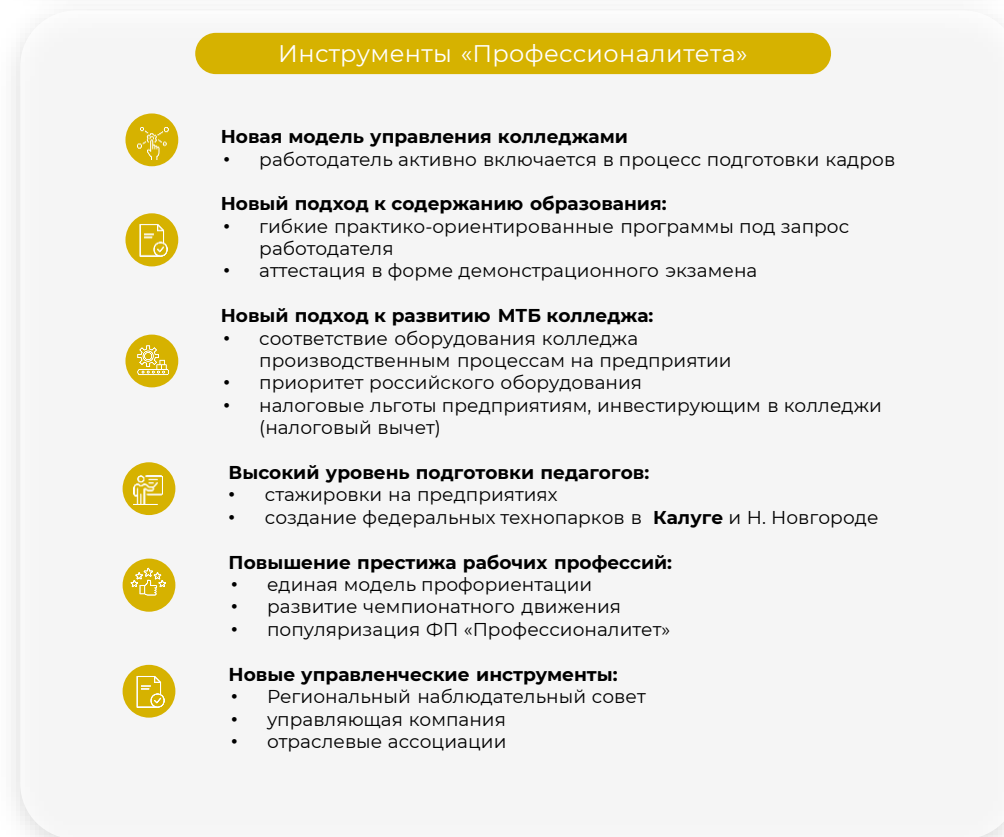 Инструменты «Профессионалитета»
Новая модель управления колледжами
• работодатель активно включается в процесс подготовки кадров
Новый подход к содержанию образования:
• гибкие практико-ориентированные программы под запрос
работодателя
• аттестация в форме демонстрационного экзамена
Новый подход к развитию МТБ колледжа:
• соответствие оборудования колледжа
производственным процессам на предприятии
• приоритет российского оборудования
• налоговые льготы предприятиям, инвестирующим в колледжи
(налоговый вычет)
Высокий уровень подготовки педагогов:
• стажировки на предприятиях
• создание федеральных технопарков в Калуге и Н. Новгороде
Повышение престижа рабочих профессий:
• единая модель профориентации
• развитие чемпионатного движения
• популяризация ФП «Профессионалитет»
Новые управленческие инструменты:
• Региональный наблюдательный совет
• управляющая компания
• отраслевые ассоциации